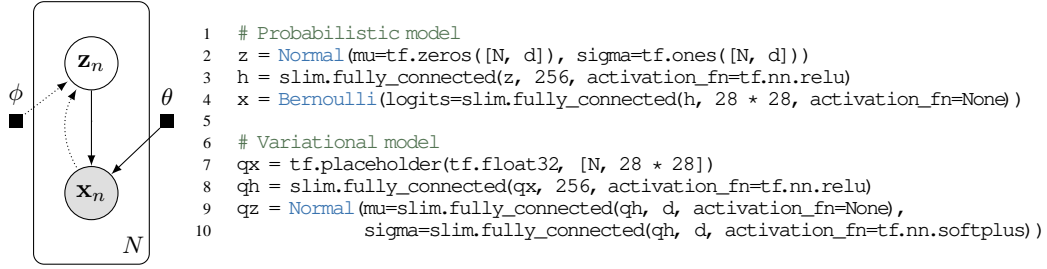 z_n
ϕ
θ
x_n
N
1 # Probabilistic model
2 z = Normal(mu=tf.zeros([N, d]), sigma=tf.ones([N, d]))
3 h = slim.fully_connected(z, 256, activation_fn=tf.nn.relu)
4 x = Bernoulli(logits=slim.fully_connected(h, 28 * 28, activation_fn=None))
5
6 # Variational model
7 qx = tf.placeholder(tf.float32, [N, 28 * 28])
8 qh = slim.fully_connected(qx, 256, activation_fn=tf.nn.relu)
9 qz = Normal(mu=slim.fully_connected(qh, d, activation_fn=None),
10 sigma=slim.fully_connected(qh, d, activation_fn=tf.nn.softplus))